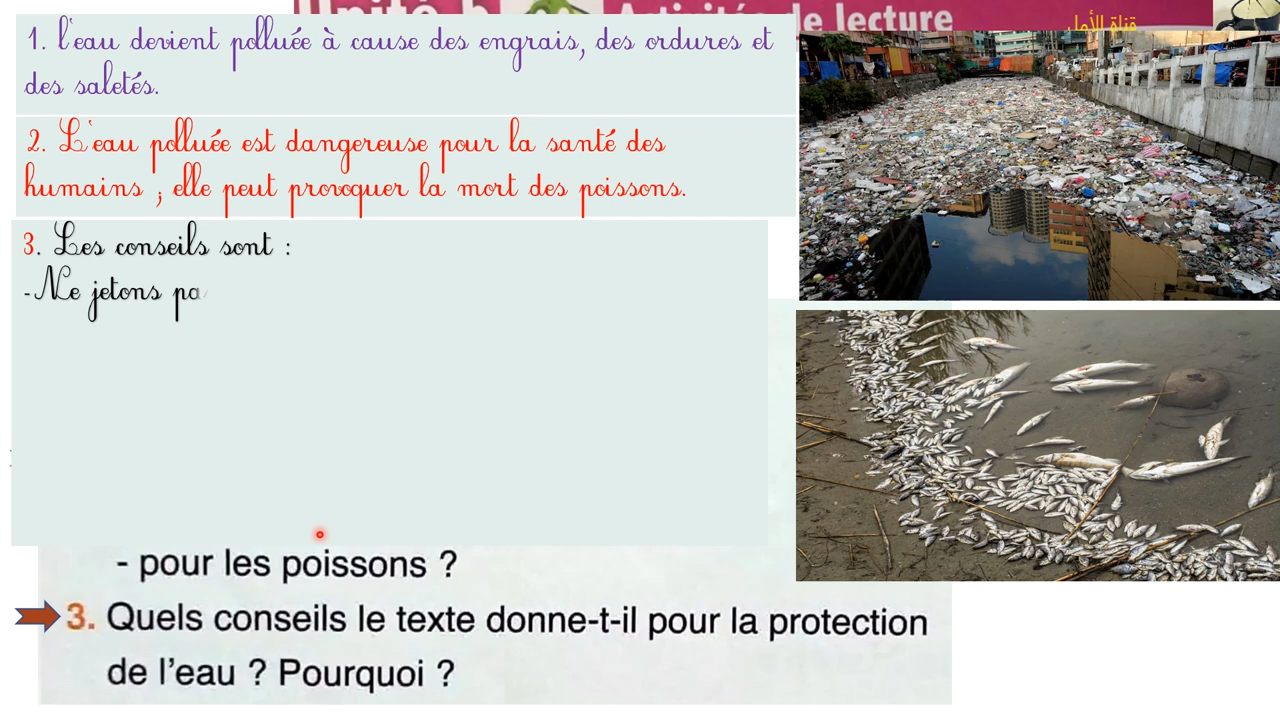 Unité 5
Activités de lecture
قناة الأمل
1. l'eau devient polluée à cause des engrais, des ordures et
des saletés.
2. L'eau polluée est dangereuse pour la santé des
humains ; elle peut provoquer la mort des poissons.
3. Les conseils sont :
-Ne jetons pa
- pour les poissons ?
3. Quels conseils le texte donne-t-il pour la protection
de l'eau ? Pourquoi ?